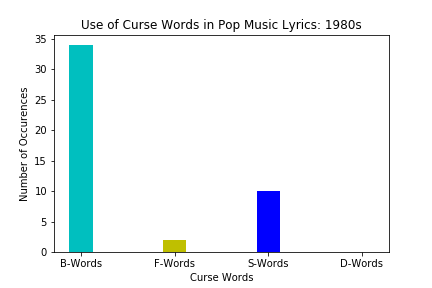 Use of Curse Words in Pop Music Lyrics: 1980s
Number of Occurences
35
30
25
20
15
10
5
0
B-Words
F-Words
S-Words
D-Words
Curse Words